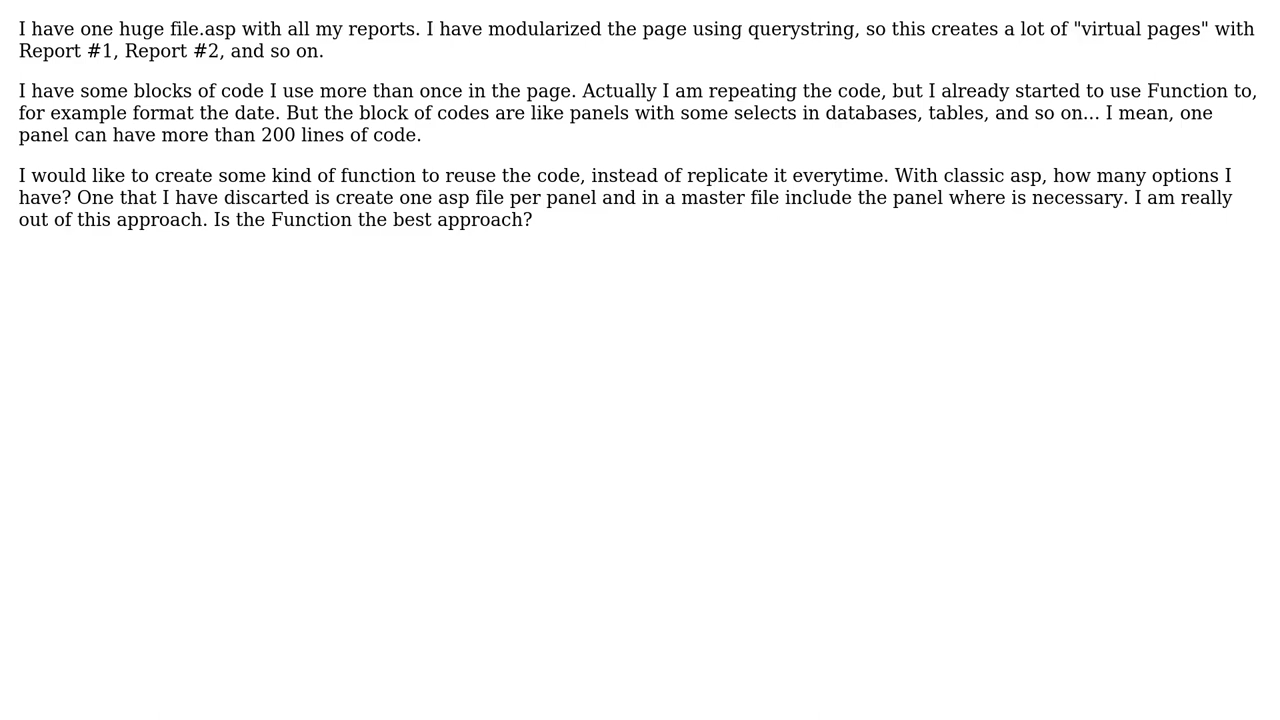 I have one huge file.asp with all my reports. I have modularized the page using querystring, so this creates a lot of "virtual pages" with
Report #1, Report #2, and so on.
I have some blocks of code I use more than once in the page. Actually I am repeating the code, but I already started to use Function to,
for example format the date. But the block of codes are like panels with some selects in databases, tables, and so on... I mean, one
panel can have more than 200 lines of code.
I would like to create some kind of function to reuse the code, instead of replicate it everytime. With classic asp, how many options I
have? One that I have discarted is create one asp file per panel and in a master file include the panel where is necessary. I am really
out of this approach. Is the Function the best approach?